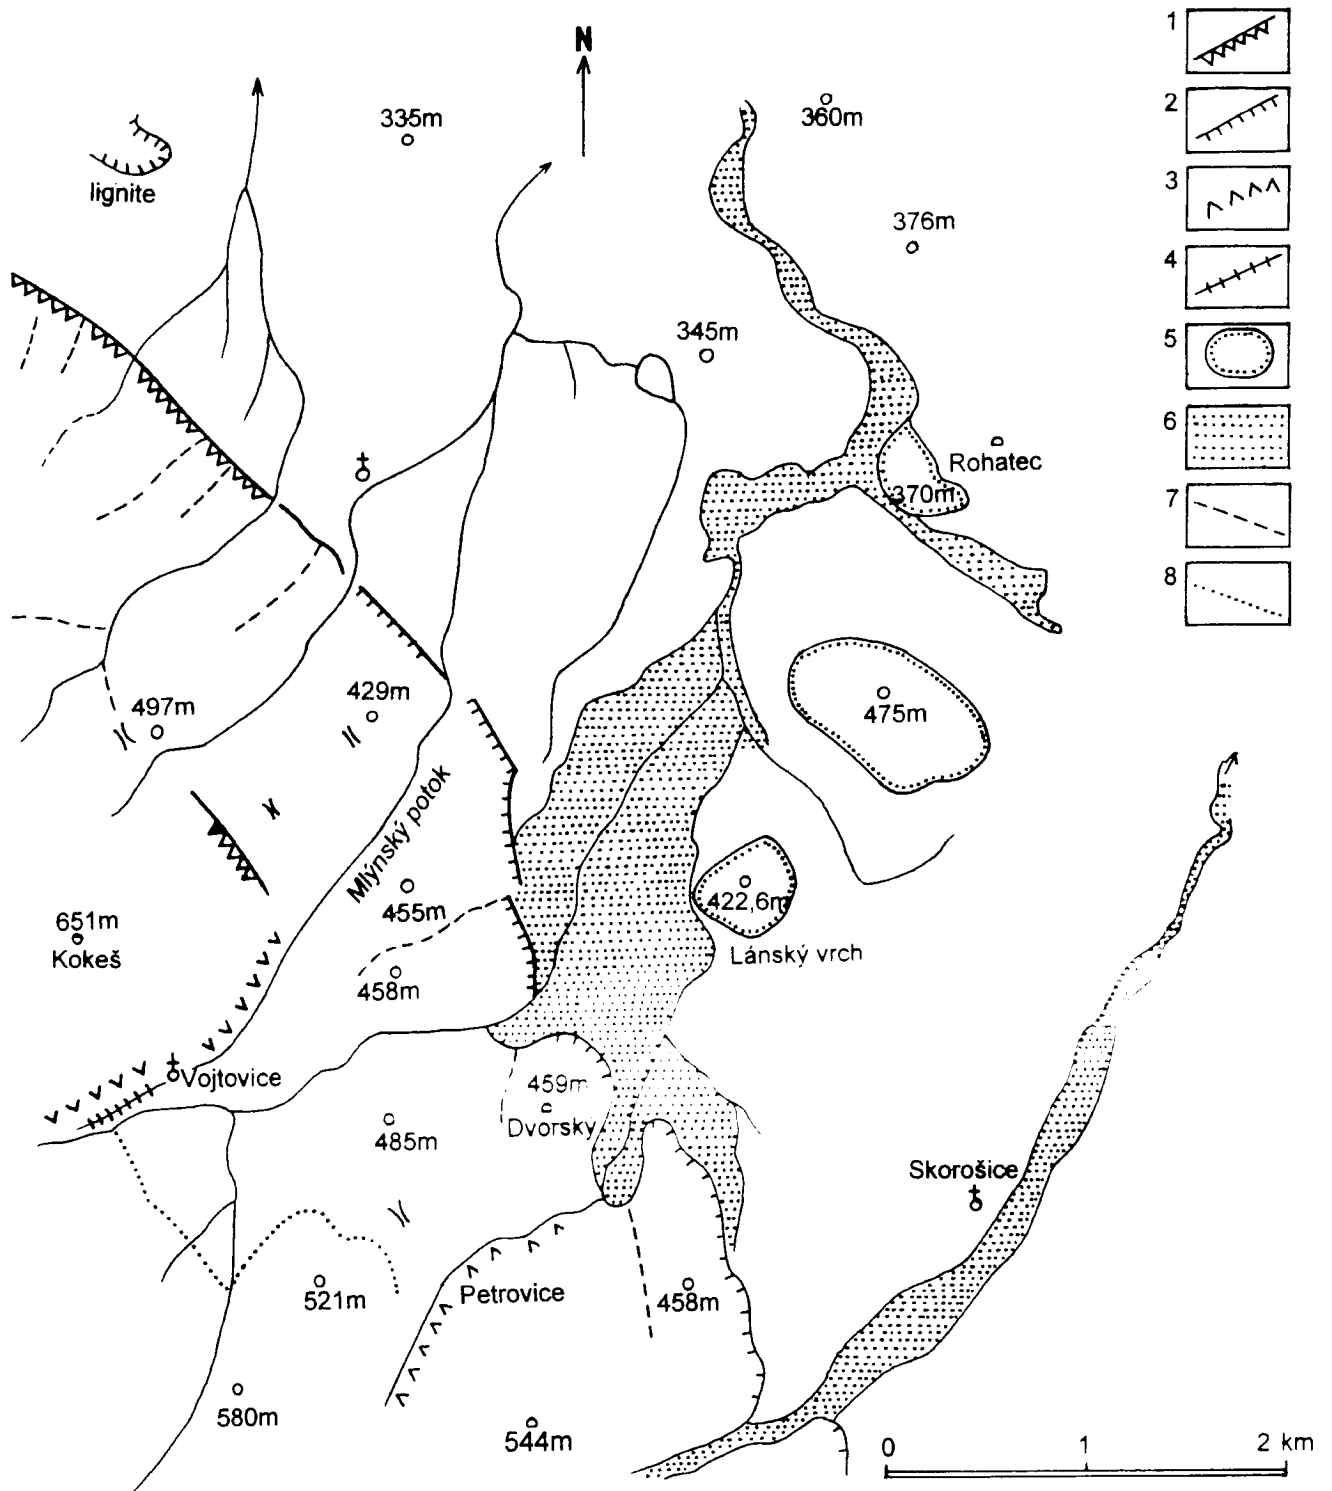 N
1
335m
360m
2
lignite
3
376m
4
345m
5
6
Rohatec
370m
7
8
497m
429m
475m
Mlýnský potok
455m
422,6m
651m
Kokeš
Lánský vrch
458m
Vojtovice
459m
Dvorský
485m
Skorošice
521m
Petrovice
458m
580m
544m
0 1 2 km